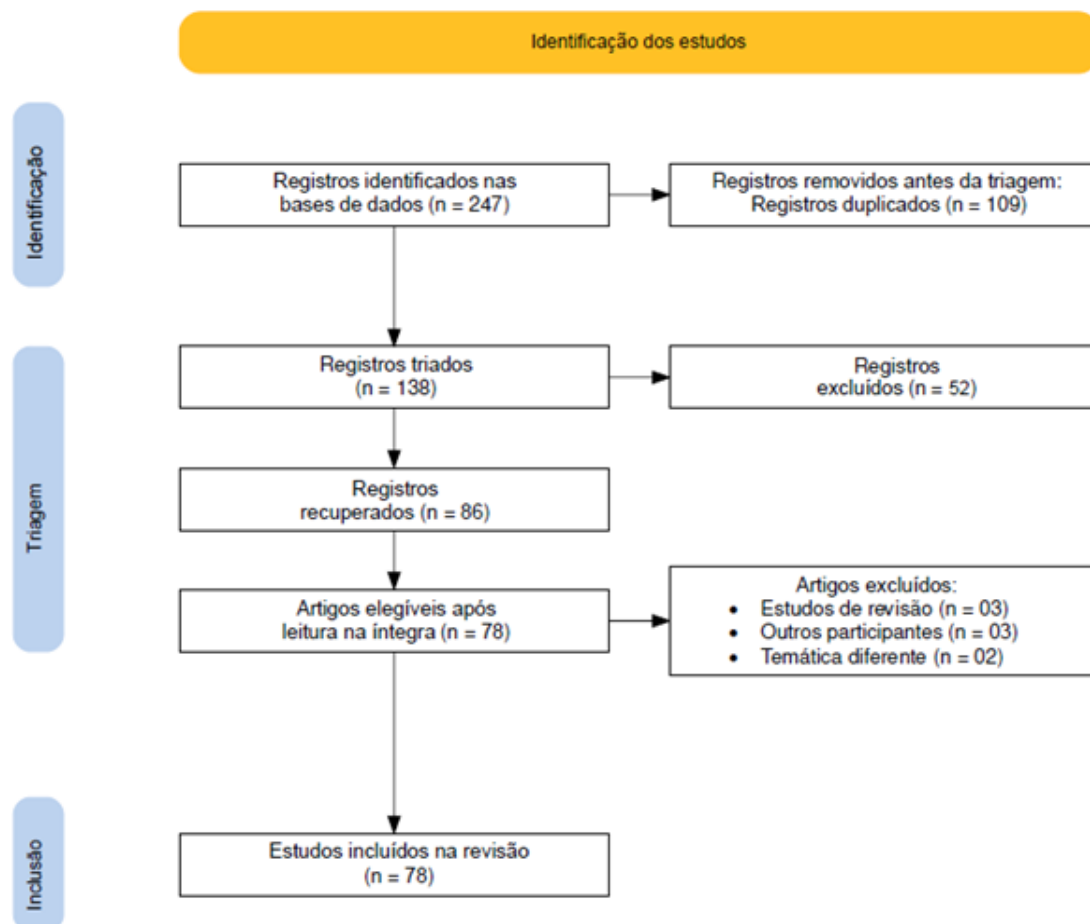 Identificação dos estudos
Identificação
Registros identificados nas
bases de dados (n = 247)
Registros removidos antes da triagem:
Registros duplicados (n = 109)
Triagem
Registros triados
(n = 138)
Registros
excluídos (n = 52)
Registros
recuperados (n = 86)
Artigos elegíveis após
leitura na íntegra (n = 78)
Artigos excluídos:
• Estudos de revisão (n = 03)
• Outros participantes (n = 03)
• Temática diferente (n = 02)
Inclusão
Estudos incluídos na revisão
(n = 78)